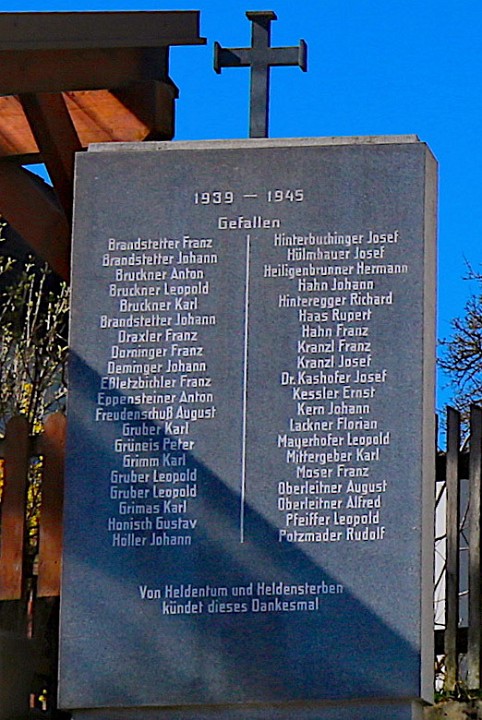 1939 – 1945
Gefallen
Brandstetter Franz
Brandstetter Johann
Bruckner Anton
Bruckner Leopold
Bruckner Karl
Brandstetter Johann
Draxler Franz
Dorninger Franz
Deminger Johann
Eßletzbichler Franz
Eppensteiner Anton
Freudenschuß August
Gruber Karl
Grüneis Peter
Grimm Karl
Gruber Leopold
Gruber Leopold
Grimas Karl
Honisch Gustav
Höller Johann
Hinterbuchinger Josef
Hülmhauer Josef
Heiligenbrunner Hermann
Hahn Johann
Hinteregger Richard
Haas Rupert
Hahn Franz
Kranzl Franz
Kranzl Josef
Dr. Kashofer Josef
Kessler Ernst
Kern Johann
Lackner Florian
Mayerhofer Leopold
Mittergeber Karl
Moser Franz
Oberleitner August
Oberleitner Alfred
Pfeiffer Leopold
Potzmader Rudolf
Von Heldentum und Heldensterben
kündet dieses Dankesmal